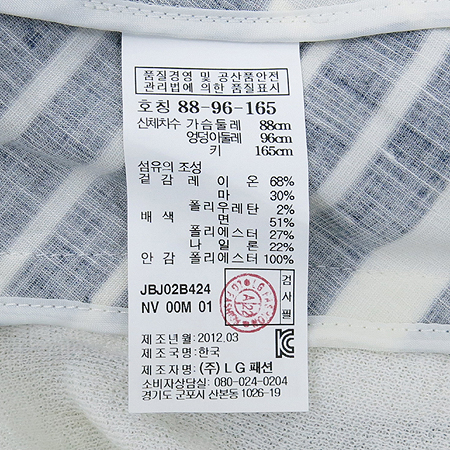 품질경영 및 공산품안전
관리법에 의한 품질표시
호칭 88-96-165
신체치수 가슴둘레 88cm
엉덩이둘레 96cm
키 165cm
섬유의 조성
겉감 레이온 68%
마 30%
폴리우레탄 2%
배색 면 51%
폴리에스터 27%
나일론 22%
안감 폴리에스터 100%
JBJ02B424
NV 00M 01
검사필
제조년월:2012.03
제조국명:한국
제조자명:(주)LG패션
소비자상담실: 080-024-0204
경기도 군포시 산본동 1026-19